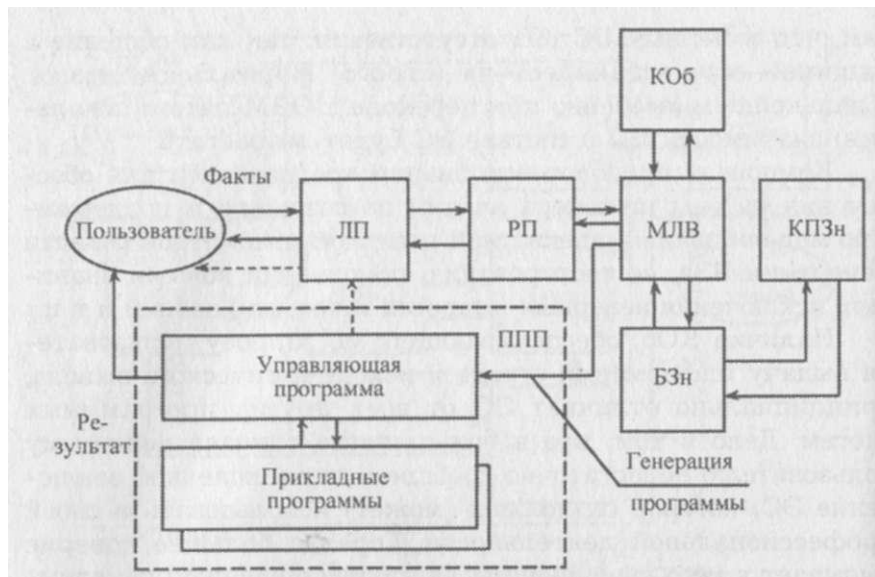 КОб
Факты
Пользователь
ЛП
РП
МЛВ
КПЗн
ППП
Управляющая
программа
БЗн
Ре-
зультат
Прикладные
программы
Генерация
программы